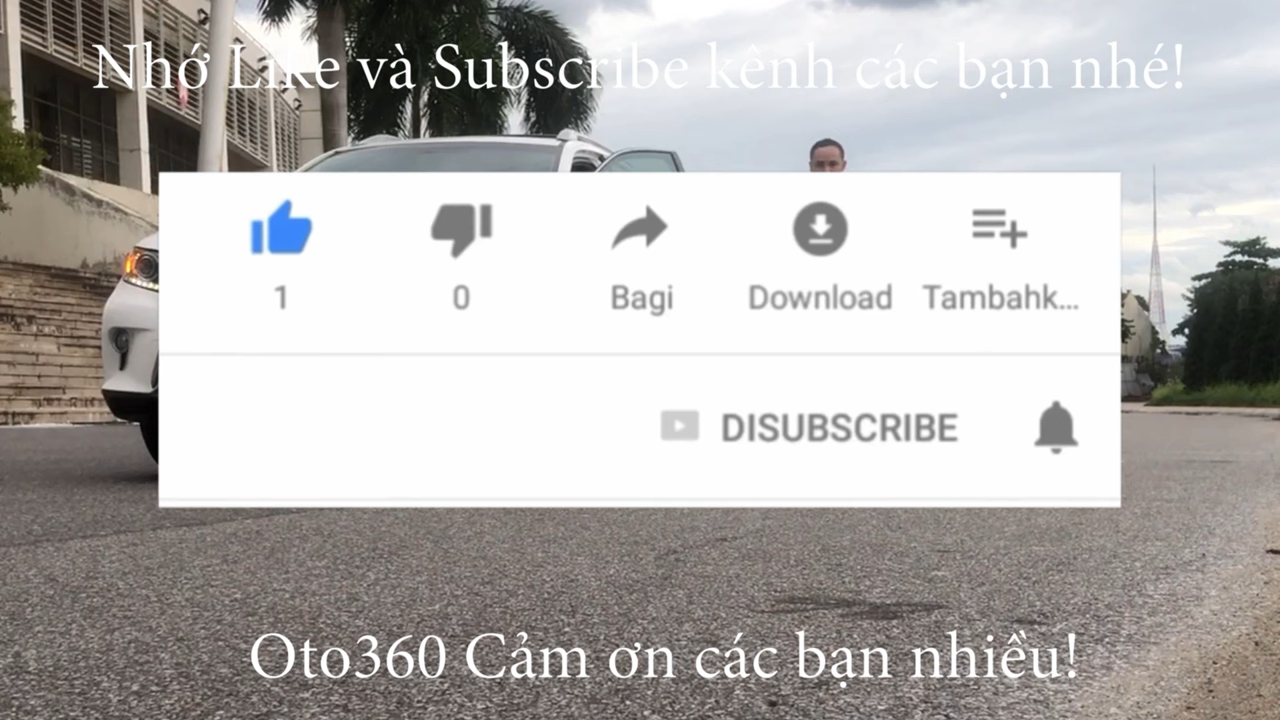 Nhớ Like và Subscribe kênh các bạn nhé!
1 0 Bagi Download Tambahk...
DISUBSCRIBE
Oto360 Cảm ơn các bạn nhiều!